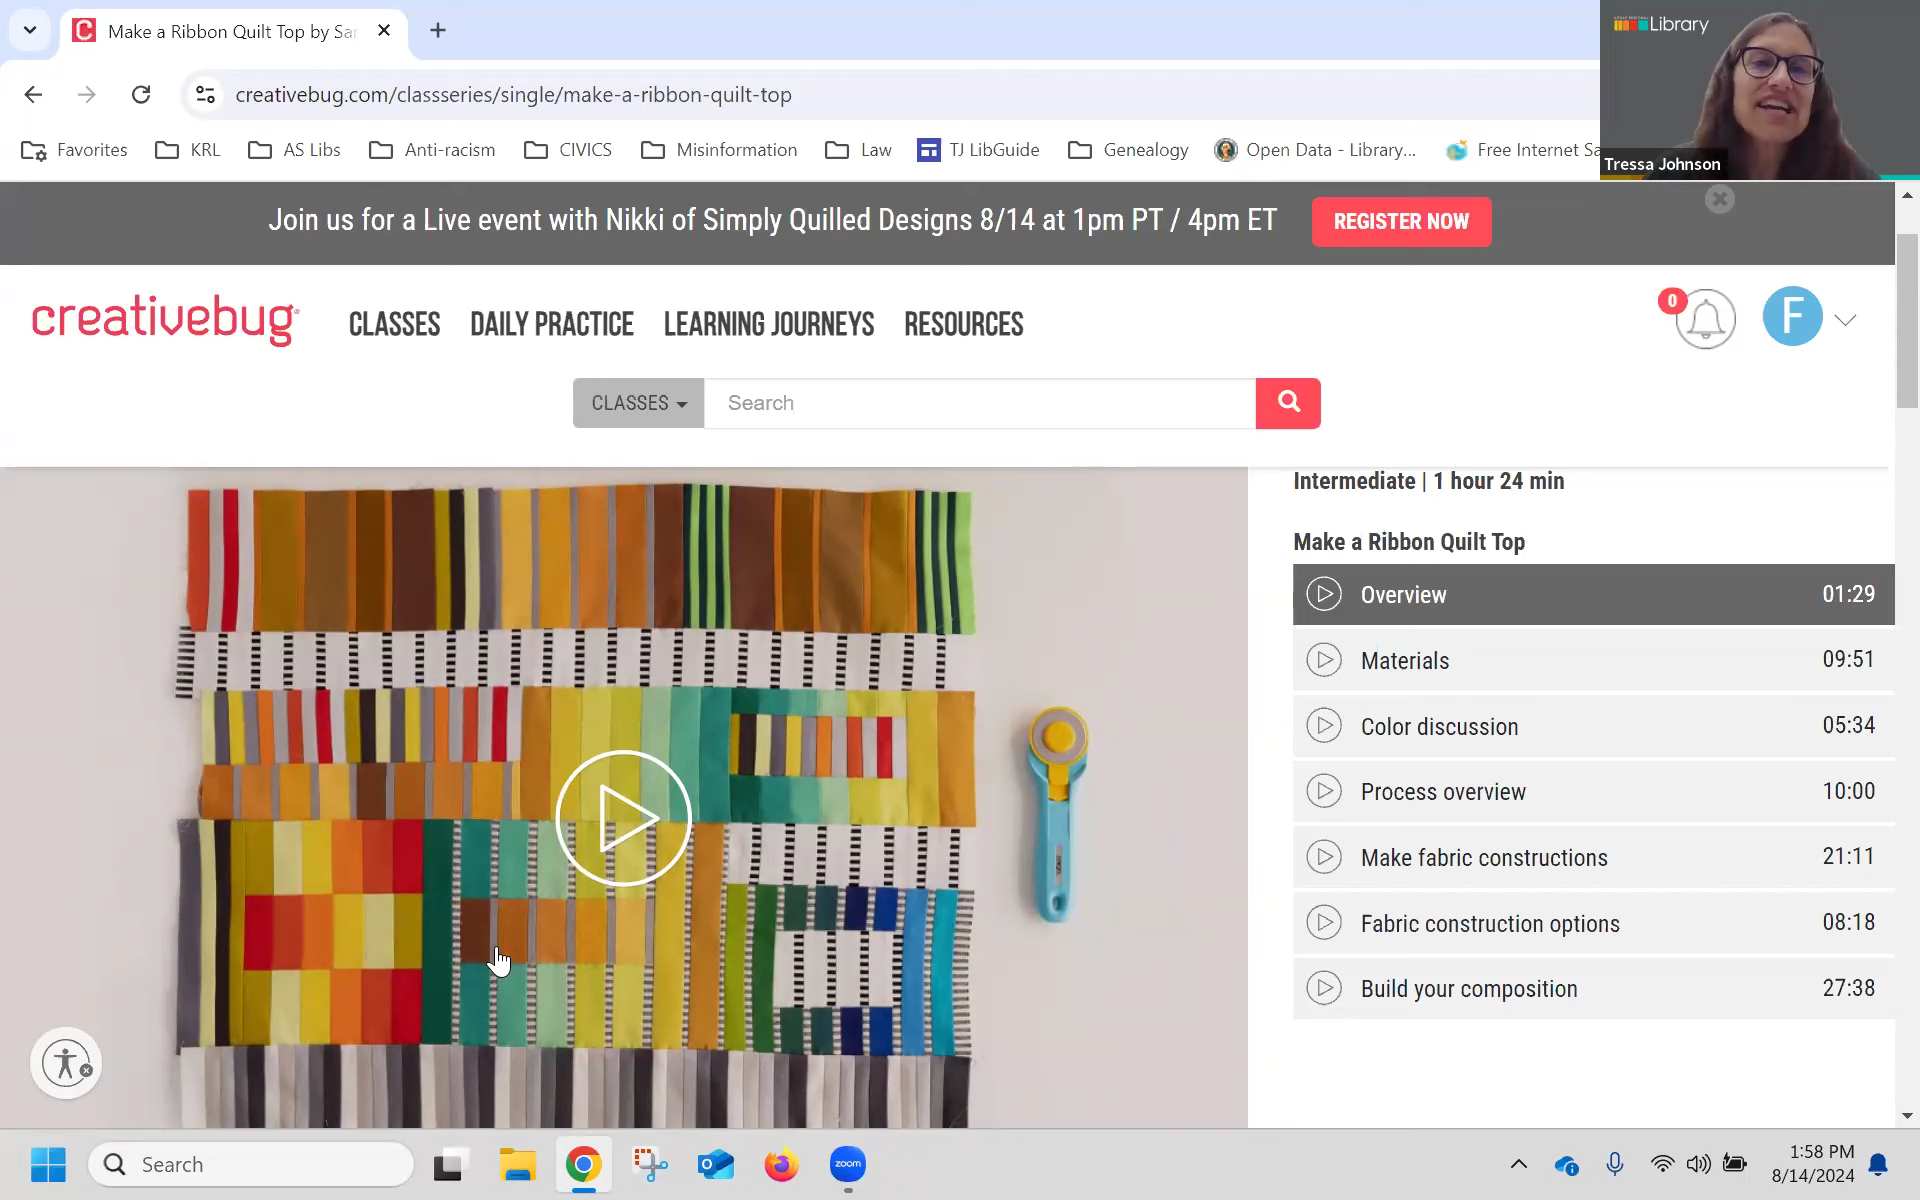 Make a Ribbon Quilt Top by Sar
creativebug.com/classseries/single/make-a-ribbon-quilt-top
Favorites
KRL
AS Libs
Anti-racism
CIVICS
Misinformation
Law
TJ LibGuide
Genealogy
Open Data - Library...
Free Internet Sa
Library
Tressa Johnson
Join us for a Live event with Nikki of Simply Quilled Designs 8/14 at 1pm PT / 4pm ET
REGISTER NOW
creativebug
CLASSES
DAILY PRACTICE
LEARNING JOURNEYS
RESOURCES
0
F
CLASSES
Search
Intermediate | 1 hour 24 min
Make a Ribbon Quilt Top
Overview 01:29
Materials 09:51
Color discussion 05:34
Process overview 10:00
Make fabric constructions 21:11
Fabric construction options 08:18
Build your composition 27:38
Search
zoom
1:58 PM
8/14/2024